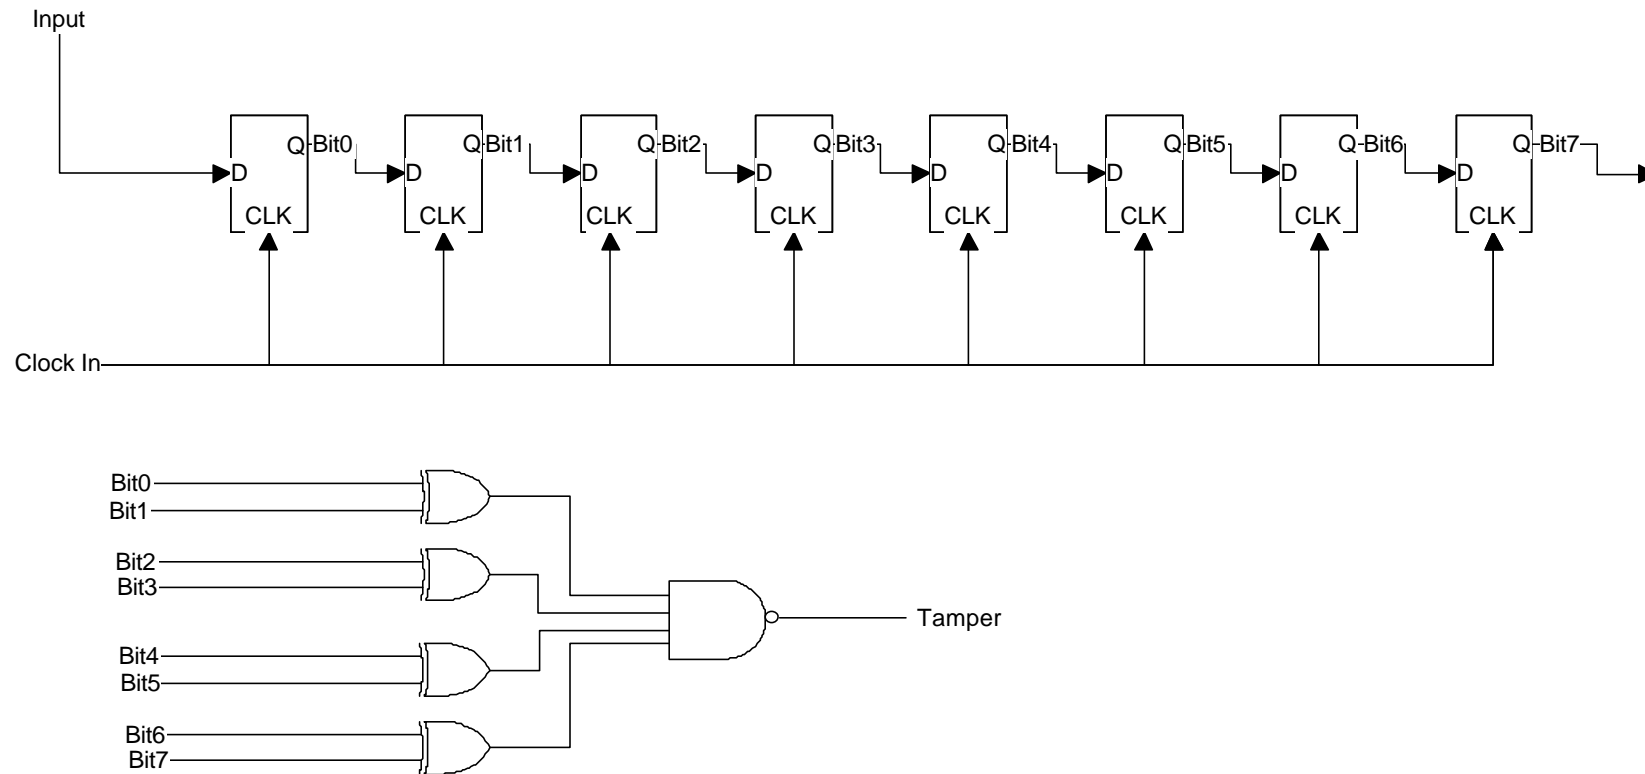 Input
Q Bit0 Q Bit1 Q Bit2 Q Bit3 Q Bit4 Q Bit5 Q Bit6 Q Bit7
D D D D D D D D
CLK CLK CLK CLK CLK CLK CLK CLK
Clock In
Bit0
Bit1
Bit2
Bit3
Tamper
Bit4
Bit5
Bit6
Bit7